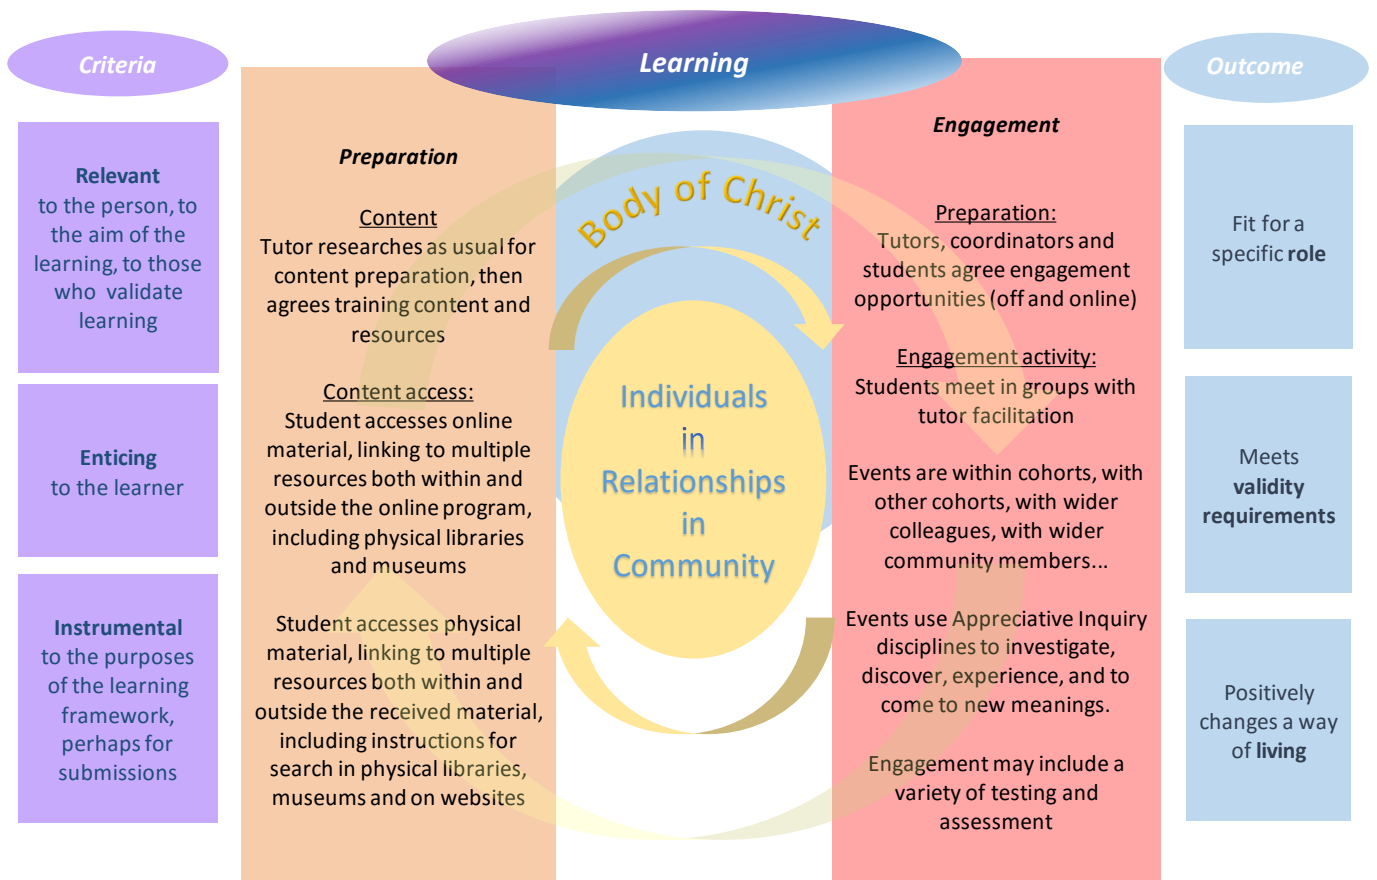 Criteria
Relevant
to the person, to
the aim of the
learning, to those
who validate
learning
Enticing
to the learner
Instrumental
to the purposes
of the learning
framework,
perhaps for
submissions
Learning
Preparation
Content
Tutor researches as usual for
content preparation, then
agrees training content and
resources
Content access:
Student accesses online
material, linking to multiple
resources both within and
outside the online program,
including physical libraries
and museums
Student accesses physical
material, linking to multiple
resources both within and
outside the received material,
including instructions for
search in physical libraries,
museums and on websites
Body of Christ
Individuals
in
Relationships
in
Community
Engagement
Preparation:
Tutors, coordinators and
students agree engagement
opportunities (off and online)
Engagement activity:
Students meet in groups with
tutor facilitation
Events are within cohorts, with
other cohorts, with wider
colleagues, with wider
community members...
Events use Appreciative Inquiry
disciplines to investigate,
discover, experience, and to
come to new meanings.
Engagement may include a
variety of testing and
assessment
Outcome
Fit for a
specific role
Meets
validity
requirements
Positively
changes a way
of living